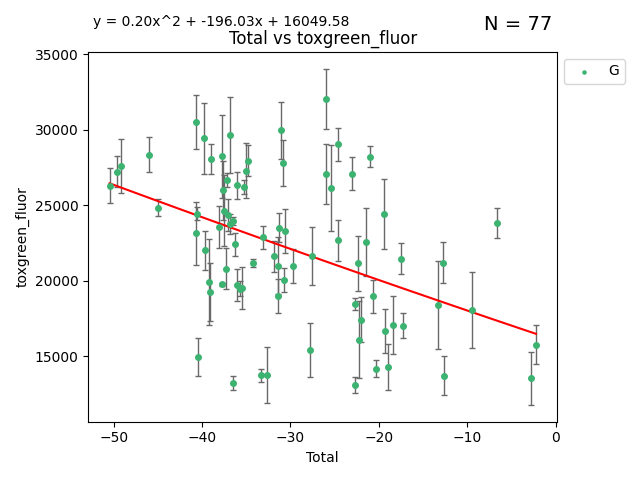 y = 0.20x^2 + -196.03x + 16049.58
N = 77
Total vs toxgreen_fluor
G
35000
30000
25000
20000
15000
toxgreen_fluor
−50
−40
−30
−20
−10
0
Total